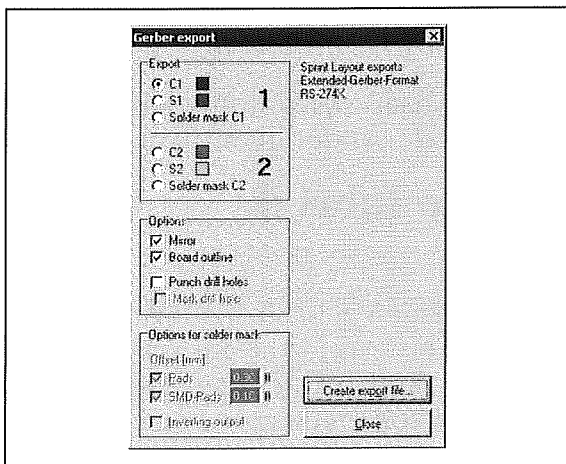 Gerber export
Export
C1
S1
Solder mask C1
1
C2
S2
Solder mask C2
2
Sprint Layout exports
Extended-Gerber-Format
RS-274X
Options
Mirror
Board outline
Punch drill holes
Mark drill hole
Options for solder mask
Offset [mm]
Pads
SMD-Pads
Inverting output
Create export file...
Close